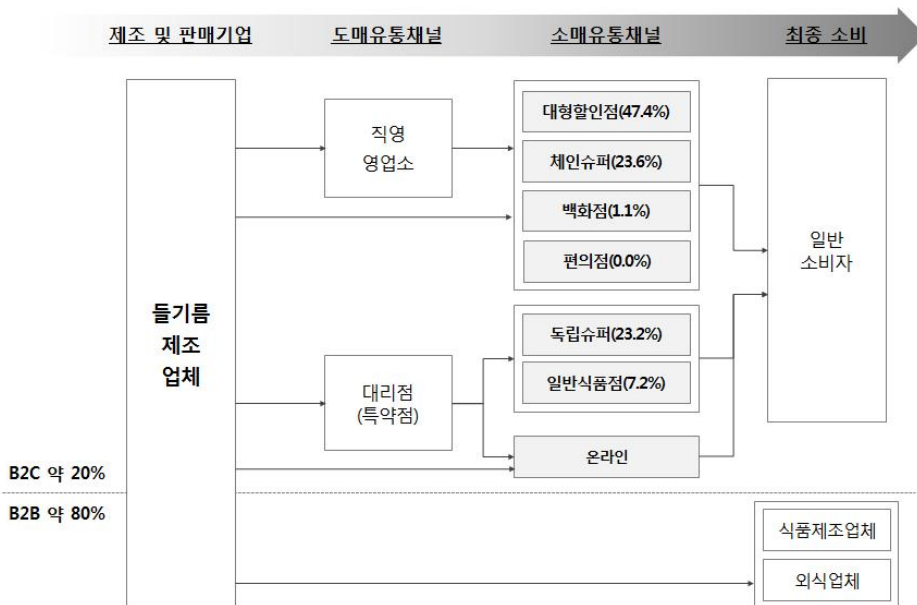 제조 및 판매기업
도매유통채널
소매유통채널
최종 소비
들기름
제조
업체
직영
영업소
대형할인점(47.4%)
체인슈퍼(23.6%)
백화점(1.1%)
편의점(0.0%)
일반
소비자
대리점
(특약점)
독립슈퍼(23.2%)
일반식품점(7.2%)
온라인
B2C 약 20%
B2B 약 80%
식품제조업체
외식업체